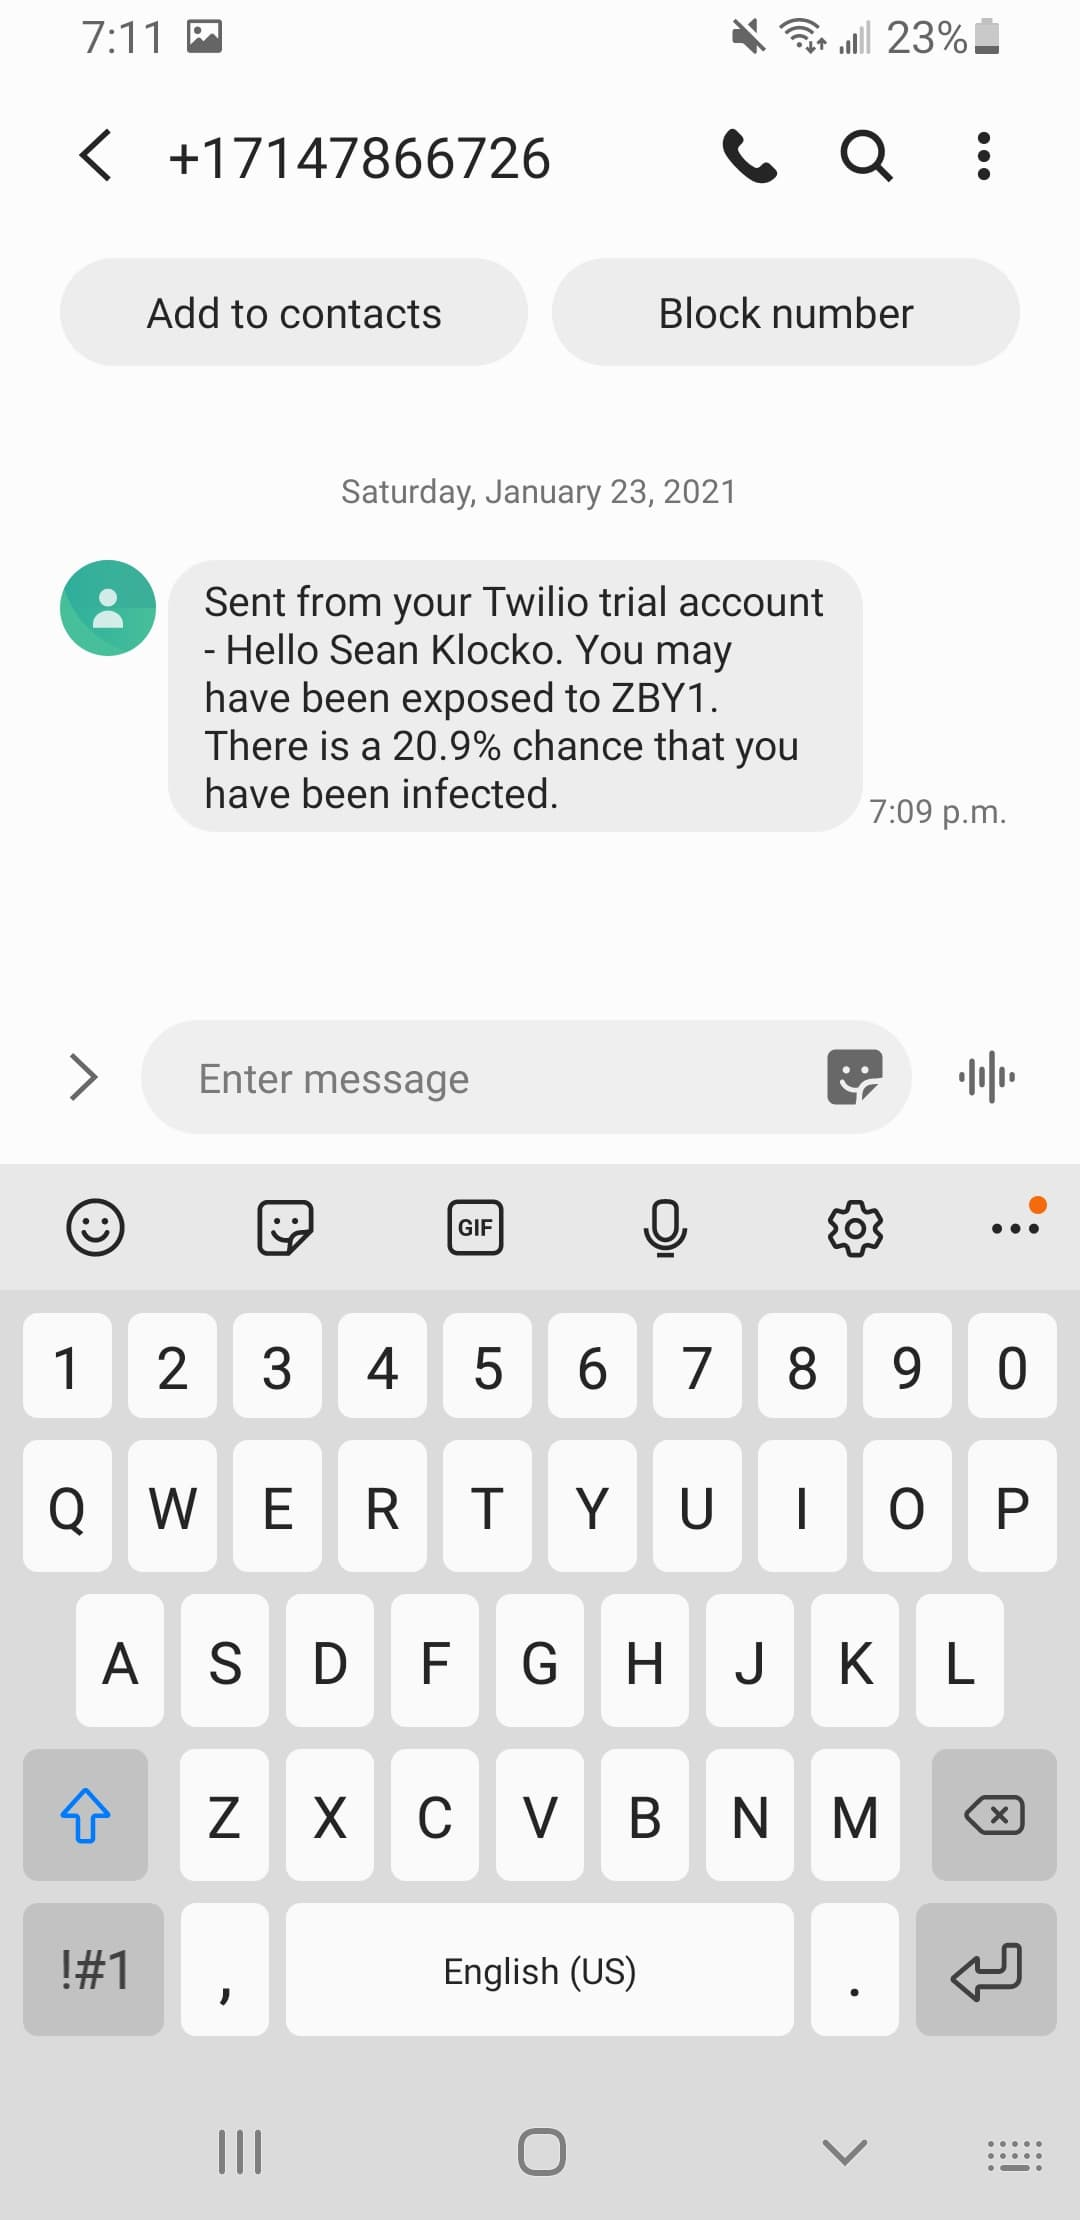 7:11 23%
+17147866726
Add to contacts Block number
Saturday, January 23, 2021
Sent from your Twilio trial account
- Hello Sean Klocko. You may
have been exposed to ZBY1.
There is a 20.9% chance that you
have been infected.
7:09 p.m.
Enter message
GIF
1 2 3 4 5 6 7 8 9 0
Q W E R T Y U I O P
A S D F G H J K L
Z X C V B N M
!#1 , English (US) .